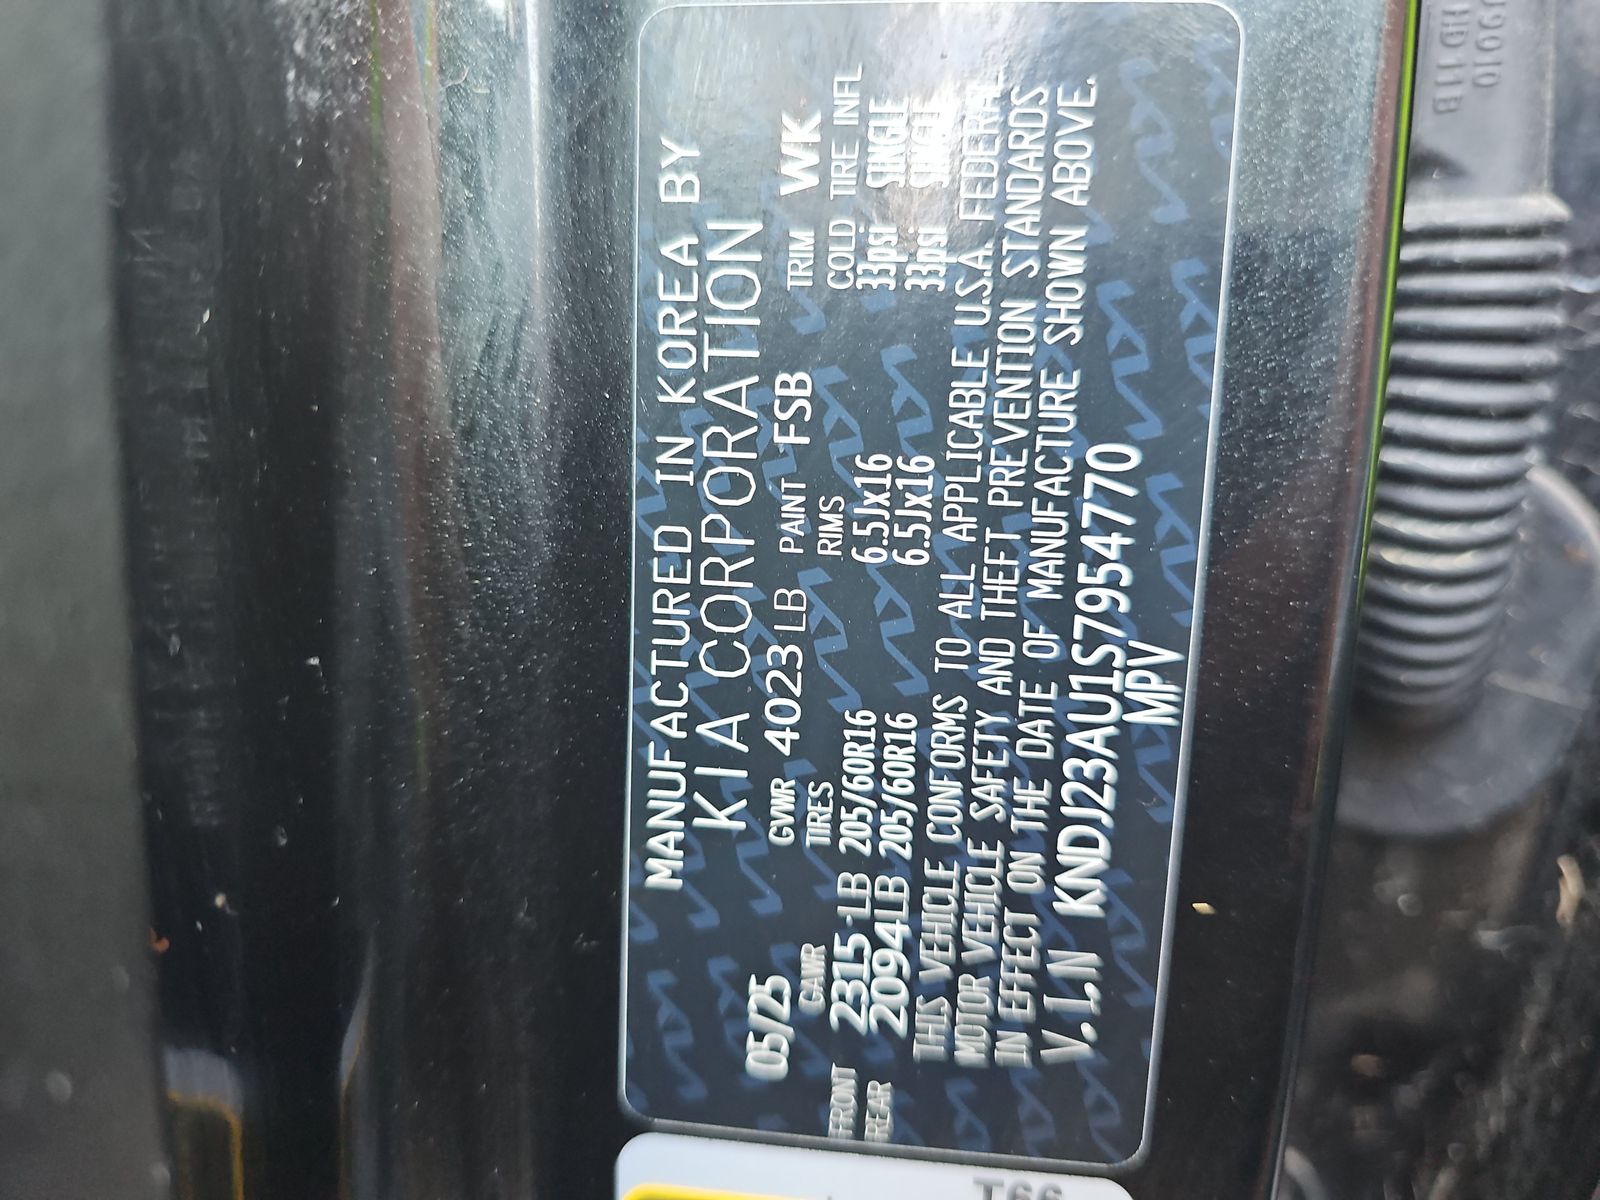 MANUFACTURED IN KOREA BY
KIA CORPORATION
05/25 GVWR 4023 LB PAINT FSB TRIM WK
GAWR TIRES RIMS COLD TIRE INFL
FRONT 2315 LB 205/60R16 6.5Jx16 33psi SINGLE
REAR 2094LB 205/60R16 6.5Jx16 33psi SINGLE
THIS VEHICLE CONFORMS TO ALL APPLICABLE U.S.A. FEDERAL
MOTOR VEHICLE SAFETY AND THEFT PREVENTION STANDARDS
IN EFFECT ON THE DATE OF MANUFACTURE SHOWN ABOVE.
V.I.N KNDJ23AU1S7954770
MPV
T66
HD 111B